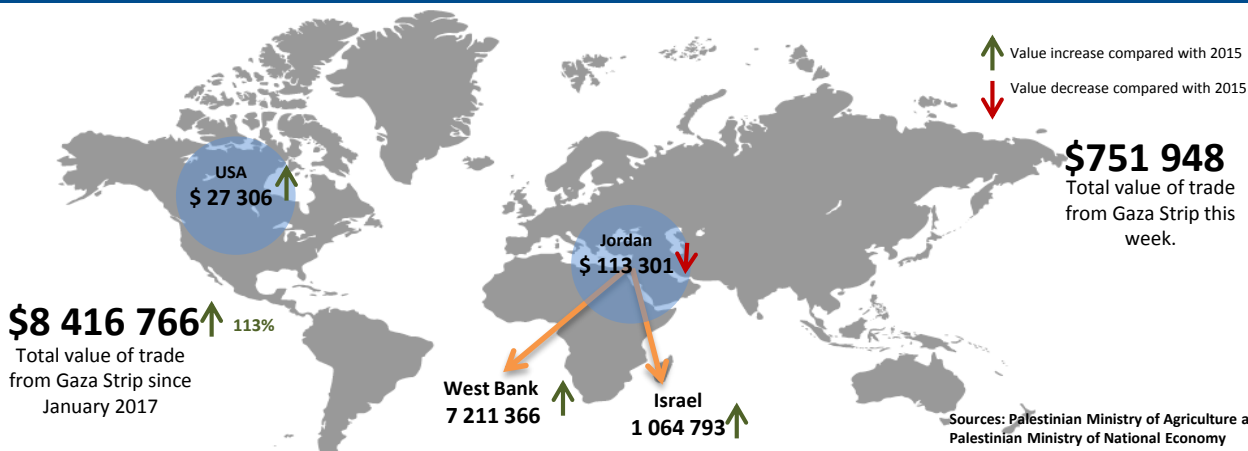 Value increase compared with 2015
Value decrease compared with 2015
USA
$ 27 306
$751 948
Total value of trade
from Gaza Strip this
week.
Jordan
$ 113 301
$8 416 766 113%
Total value of trade
from Gaza Strip since
January 2017
West Bank
7 211 366
Israel
1 064 793
Sources: Palestinian Ministry of Agriculture
Palestinian Ministry of National Economy